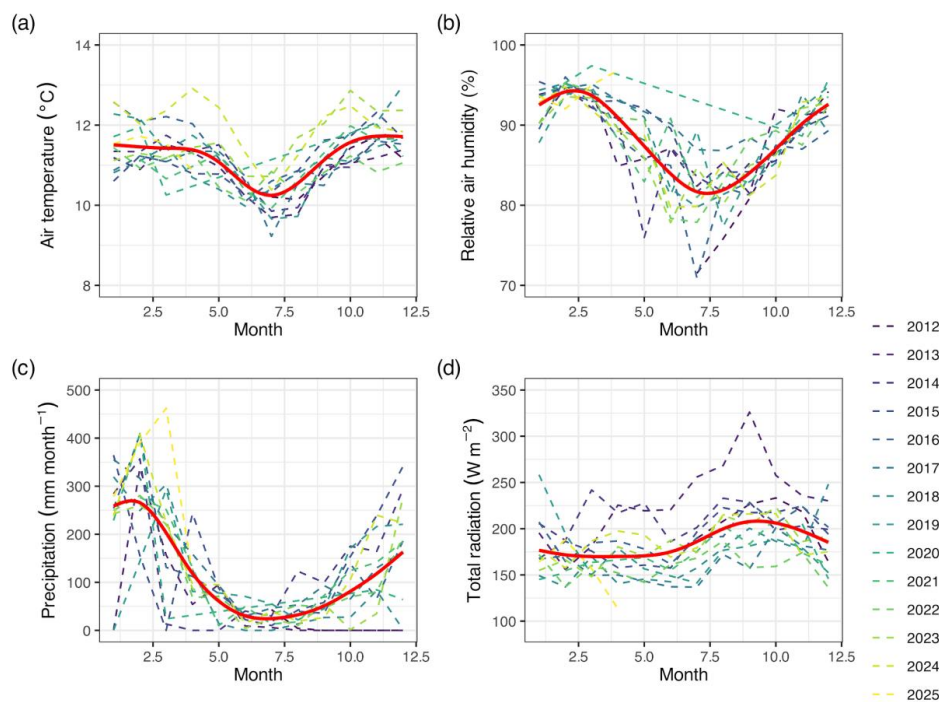 (a)
14
12
10
8
Air temperature (°C)
2.5 5.0 7.5 10.0 12.5
Month
(b)
100
90
80
70
Relative air humidity (%)
2.5 5.0 7.5 10.0 12.5
Month
(c)
500
400
300
200
100
0
Precipitation (mm month⁻¹)
2.5 5.0 7.5 10.0 12.5
Month
(d)
350
300
250
200
150
100
Total radiation (W m⁻²)
2.5 5.0 7.5 10.0 12.5
Month
2012
2013
2014
2015
2016
2017
2018
2019
2020
2021
2022
2023
2024
2025